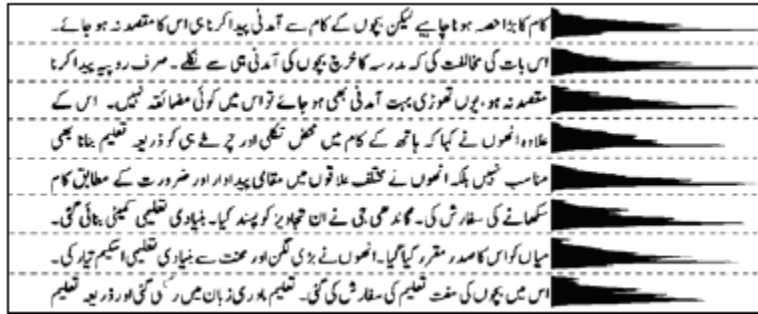 کام کا بڑا حصہ ہونا چاہیے لیکن بچوں کے کام سے آمدنی پیدا کرنا ہی اس کا مقصد نہ ہو جائے۔
اس بات کی مخالفت کی کہ مدرسہ کا خرچ بچوں کی آمدنی ہی سے نکلے۔ صرف روپیہ پیدا کرنا
مقصد نہ ہو، یوں تھوڑی بہت آمدنی بھی ہو جائے تو اس میں کوئی مضائقہ نہیں۔ اس کے
علاوہ انھوں نے کہا کہ ہاتھ کے کام میں محض تکلی اور چرخے ہی کو ذریعہ تعلیم بنانا بھی
مناسب نہیں بلکہ انھوں نے مختلف علاقوں میں مقامی پیداوار اور ضرورت کے مطابق کام
سکھانے کی سفارش کی۔ گاندھی جی نے ان تجاویز کو پسند کیا۔ بنیادی تعلیمی کمیٹی بنائی گئی۔
میاں کو اس کا صدر مقرر کیا گیا۔ انھوں نے بڑی لگن اور محنت سے بنیادی تعلیمی اسکیم تیار کی۔
اس میں بچوں کی مفت تعلیم کی سفارش کی گئی۔ تعلیم مادری زبان میں رکھی گئی اور ذریعہ تعلیم